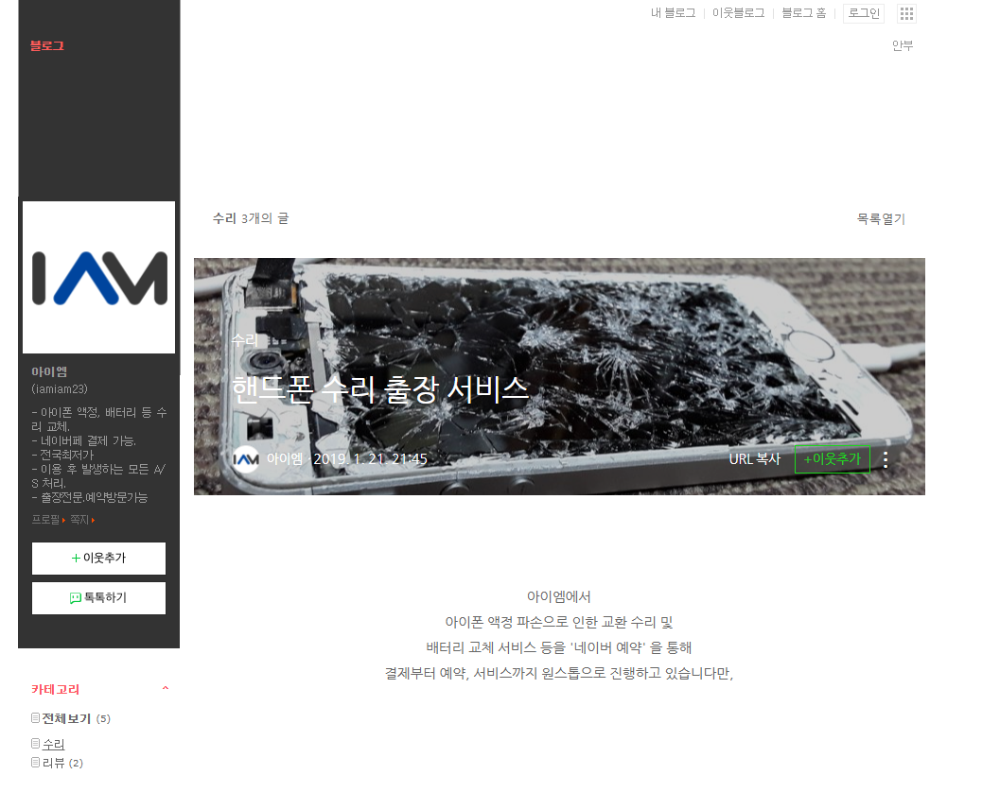 내 블로그 이웃블로그 블로그 홈 로그인
블로그
안부
수리 3개의 글
목록열기
IAM
수리
핸드폰 수리 출장 서비스
IAM 아이엠 · 2019. 1. 21. 21:45
URL 복사 +이웃추가
아이엠
(iamiam23)
- 아이폰 액정, 배터리 등 수
리 교체.
- 네이버페 결제 가능.
- 전국최저가
- 이용 후 발생하는 모든 A/
S 처리.
- 출장전문,예약방문가능
프로필 쪽지
+이웃추가
톡톡하기
아이엠에서
아이폰 액정 파손으로 인한 교환 수리 및
배터리 교체 서비스 등을 '네이버 예약' 을 통해
결제부터 예약, 서비스까지 원스톱으로 진행하고 있습니다만,
카테고리
전체보기 (5)
수리
리뷰 (2)